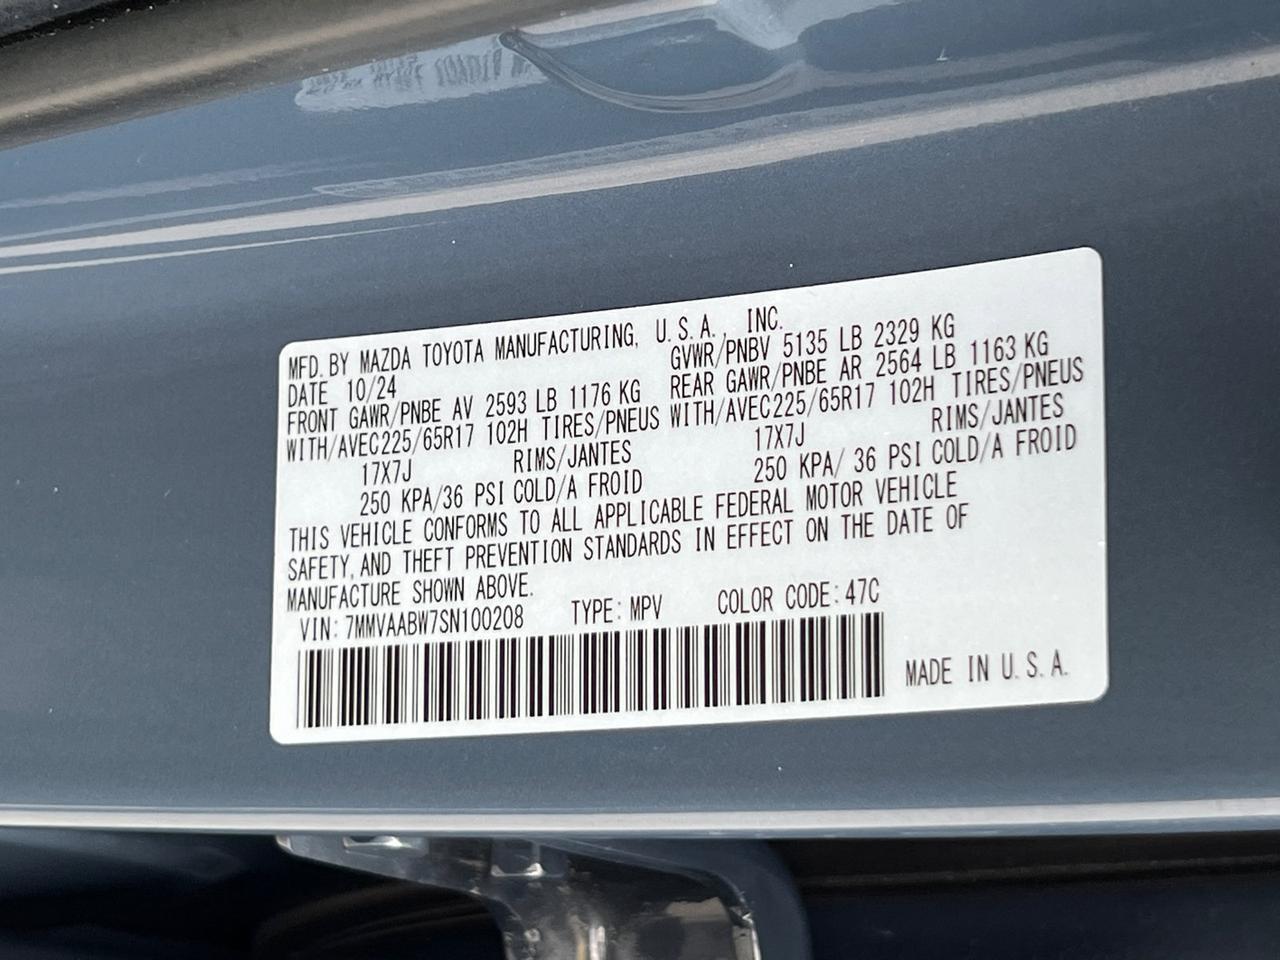 MFD. BY MAZDA TOYOTA MANUFACTURING, U.S.A., INC.
DATE 10/24 GVWR/PNBV 5135 LB 2329 KG
FRONT GAWR/PNBE AV 2593 LB 1176 KG REAR GAWR/PNBE AR 2564 LB 1163 KG
WITH/AVEC225/65R17 102H TIRES/PNEUS WITH/AVEC225/65R17 102H TIRES/PNEUS
17X7J RIMS/JANTES 17X7J RIMS/JANTES
250 KPA/36 PSI COLD/A FROID 250 KPA/ 36 PSI COLD/A FROID
THIS VEHICLE CONFORMS TO ALL APPLICABLE FEDERAL MOTOR VEHICLE
SAFETY, AND THEFT PREVENTION STANDARDS IN EFFECT ON THE DATE OF
MANUFACTURE SHOWN ABOVE.
VIN: 7MMVAABW7SN100208 TYPE: MPV COLOR CODE: 47C
MADE IN U.S.A.